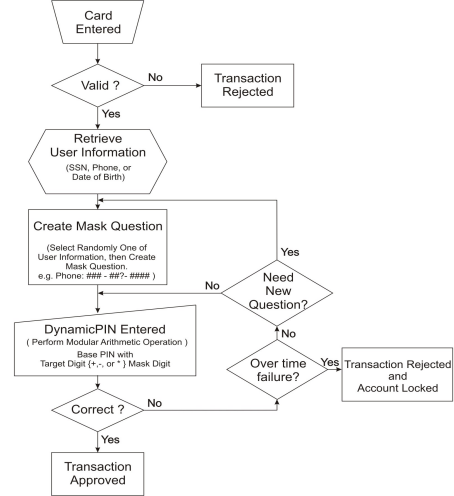 Card
Entered
Valid ?
No
Transaction
Rejected
Yes
Retrieve
User Information
(SSN, Phone, or
Date of Birth)
Create Mask Question
(Select Randomly One of
User Information, then Create
Mask Question.
e.g. Phone: ### - ##?- #### )
Yes
Need
New
Question?
No
DynamicPIN Entered
( Perform Modular Arithmetic Operation )
Base PIN with
Target Digit {+,-, or * } Mask Digit
No
Over time
failure?
Yes
Transaction Rejected
and
Account Locked
Correct ?
No
Yes
Transaction
Approved